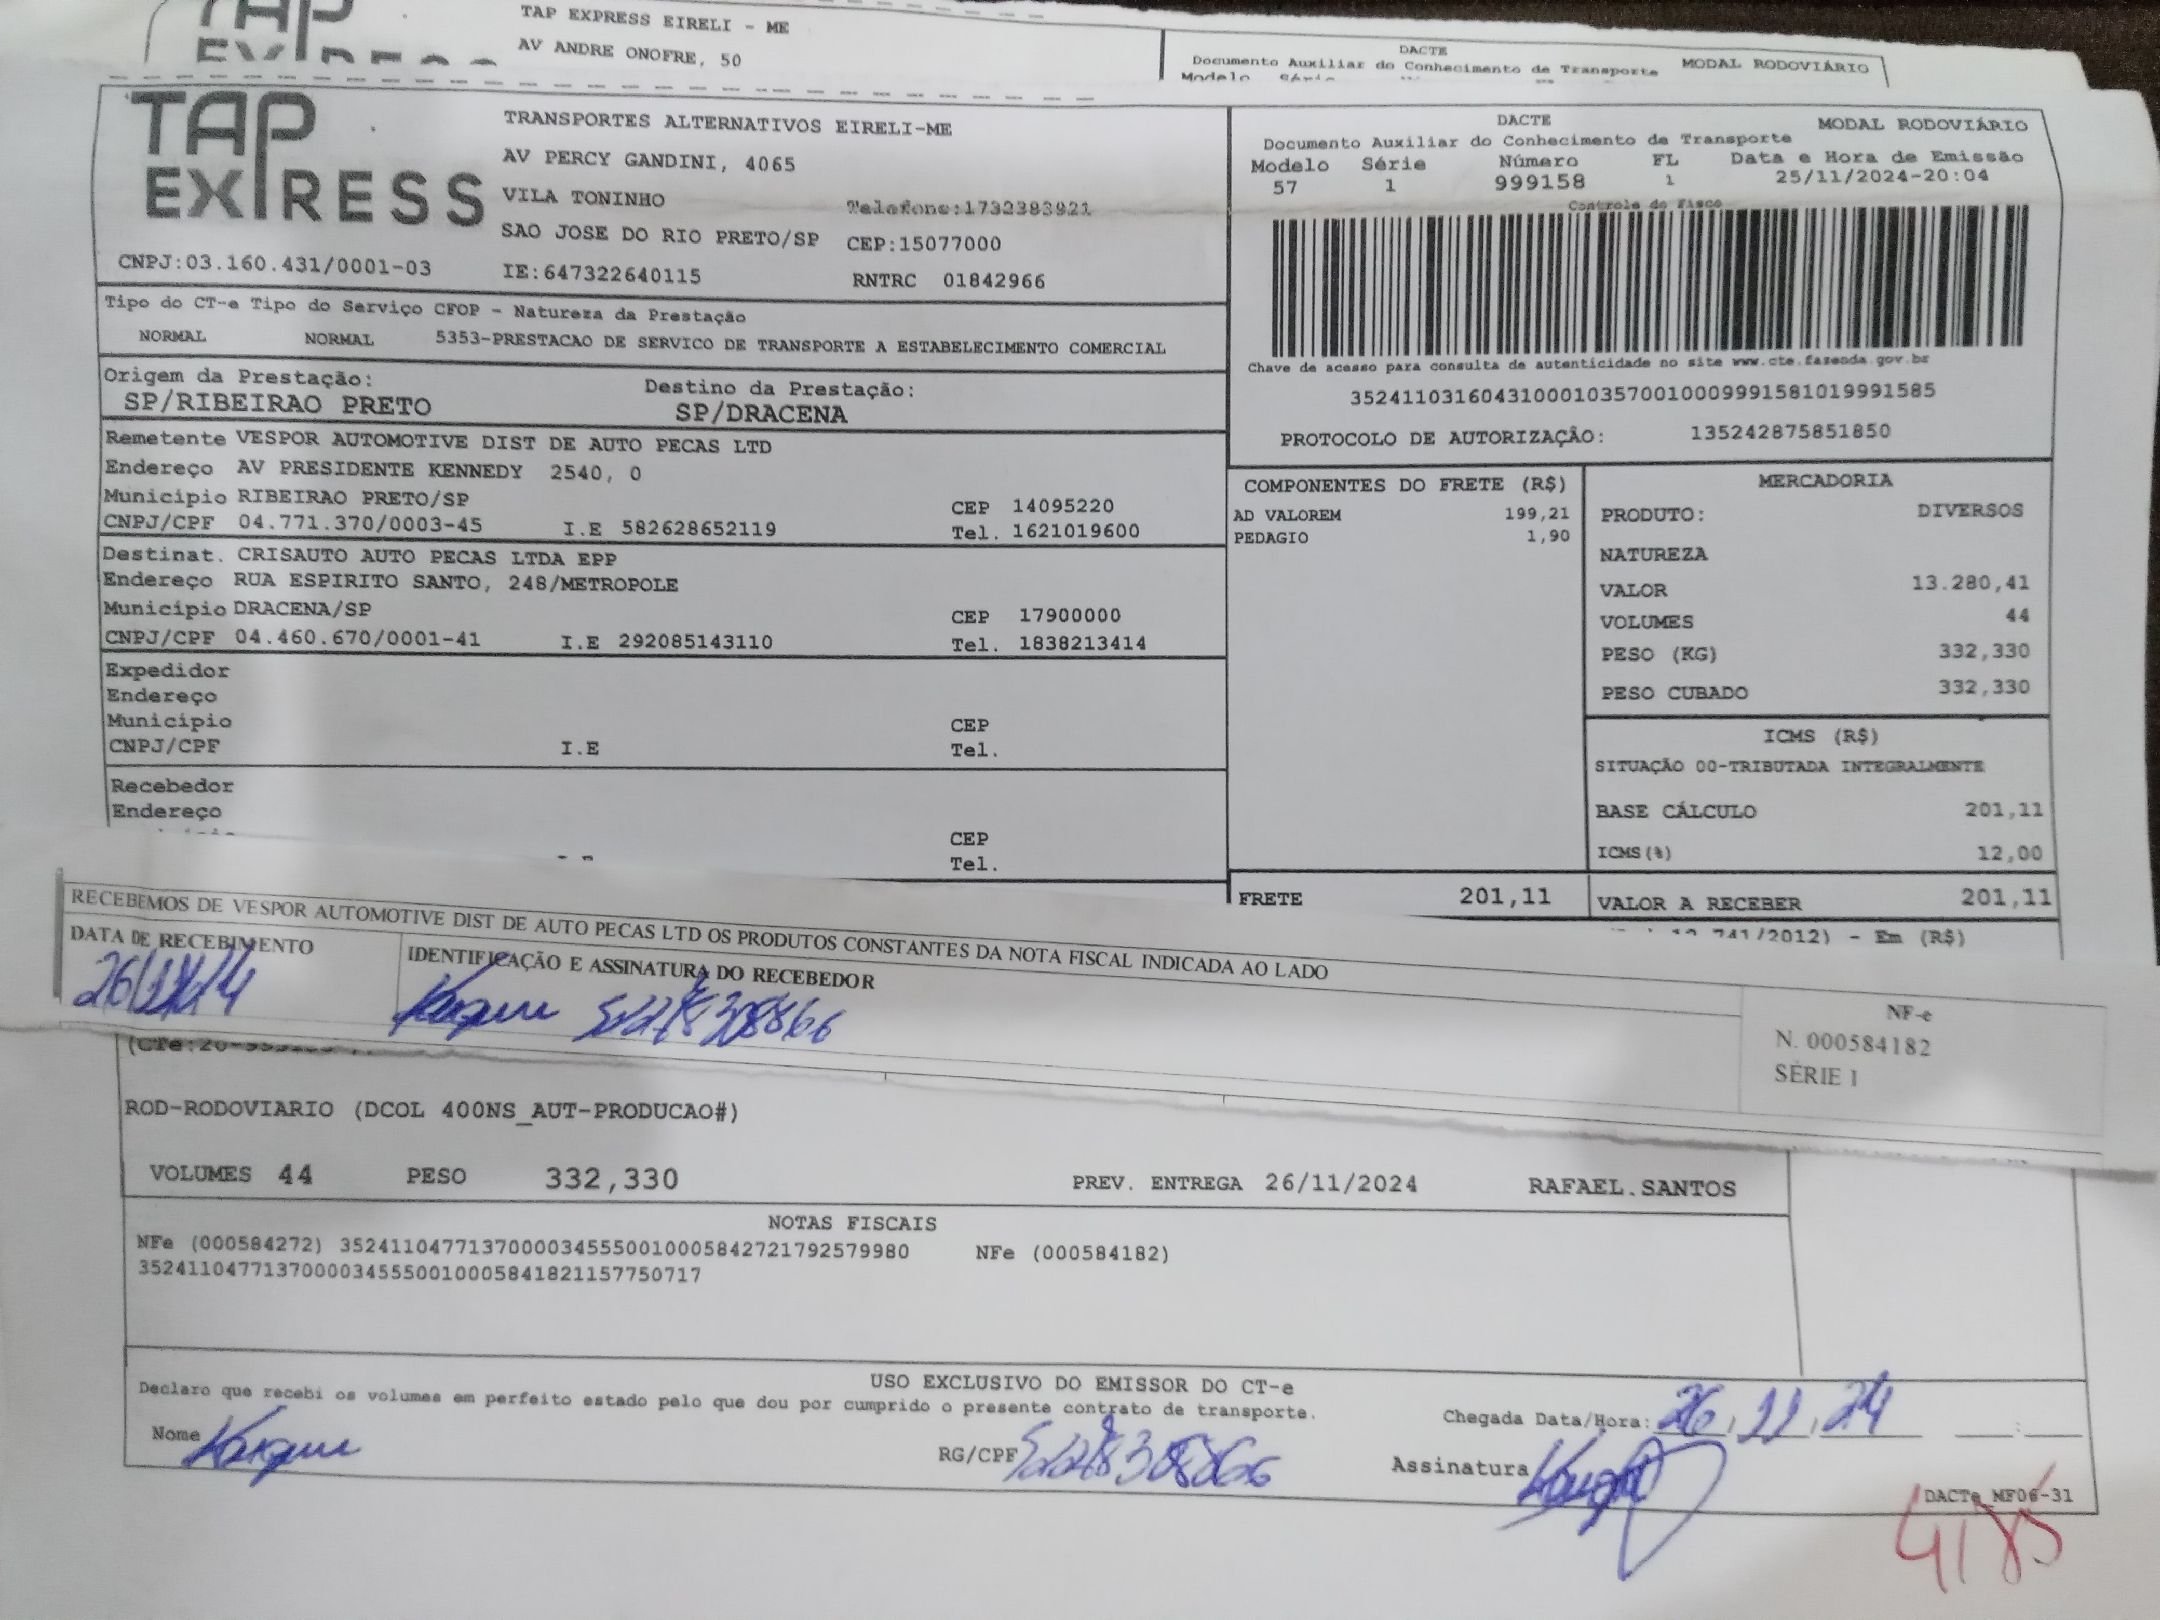 TAP EXPRESS EIRELI - ME
AV ANDRE ONOFRE, 50
DACTE
Documento Auxiliar do Conhecimento de Transporte MODAL RODOVIÁRIO
Modelo Série
TAP EXPRESS
TRANSPORTES ALTERNATIVOS EIRELI-ME
AV PERCY GANDINI, 4065
VILA TONINHO Telefone:1732383921
SAO JOSE DO RIO PRETO/SP CEP:15077000
CNPJ:03.160.431/0001-03 IE:647322640115 RNTRC 01842966
DACTE MODAL RODOVIÁRIO
Documento Auxiliar do Conhecimento de Transporte
Modelo Série Número FL Data e Hora de Emissão
57 1 999158 1 25/11/2024-20:04
Controle do Fisco
Chave de acesso para consulta de autenticidade no site www.cte.fazenda.gov.br
35241103160431000103570010009991581019991585
PROTOCOLO DE AUTORIZAÇÃO: 135242875851850
Tipo do CT-e Tipo do Serviço CFOP - Natureza da Prestação
NORMAL NORMAL 5353-PRESTACAO DE SERVICO DE TRANSPORTE A ESTABELECIMENTO COMERCIAL
Origem da Prestação: Destino da Prestação:
SP/RIBEIRAO PRETO SP/DRACENA
Remetente VESPOR AUTOMOTIVE DIST DE AUTO PECAS LTD
Endereço AV PRESIDENTE KENNEDY 2540, 0
Município RIBEIRAO PRETO/SP CEP 14095220
CNPJ/CPF 04.771.370/0003-45 I.E 582628652119 Tel. 1621019600
Destinat. CRISAUTO AUTO PECAS LTDA EPP
Endereço RUA ESPIRITO SANTO, 248/METROPOLE
Município DRACENA/SP CEP 17900000
CNPJ/CPF 04.460.670/0001-41 I.E 292085143110 Tel. 1838213414
Expedidor
Endereço
Município CEP
CNPJ/CPF I.E Tel.
Recebedor
Endereço
CEP
Tel.
COMPONENTES DO FRETE (R$)
AD VALOREM 199,21
PEDAGIO 1,90
FRETE 201,11
MERCADORIA
PRODUTO: DIVERSOS
NATUREZA
VALOR 13.280,41
VOLUMES 44
PESO (KG) 332,330
PESO CUBADO 332,330
ICMS (R$)
SITUAÇÃO 00-TRIBUTADA INTEGRALMENTE
BASE CÁLCULO 201,11
ICMS(%) 12,00
VALOR A RECEBER 201,11
741/2012) - Em (R$)
RECEBEMOS DE VESPOR AUTOMOTIVE DIST DE AUTO PECAS LTD OS PRODUTOS CONSTANTES DA NOTA FISCAL INDICADA AO LADO
DATA DE RECEBIMENTO IDENTIFICAÇÃO E ASSINATURA DO RECEBEDOR
NF-e
N. 000584182
SÉRIE 1
ROD-RODOVIARIO (DCOL 400NS_AUT-PRODUCAO#)
VOLUMES 44 PESO 332,330 PREV. ENTREGA 26/11/2024 RAFAEL.SANTOS
NOTAS FISCAIS
NFe (000584272) 35241104771370000345550010005842721792579980 NFe (000584182)
35241104771370000345550010005841821157750717
USO EXCLUSIVO DO EMISSOR DO CT-e
Declaro que recebi os volumes em perfeito estado pelo que dou por cumprido o presente contrato de transporte.
Chegada Data/Hora: 26,11,24
Nome RG/CPF Assinatura
DACTe_MF06-31